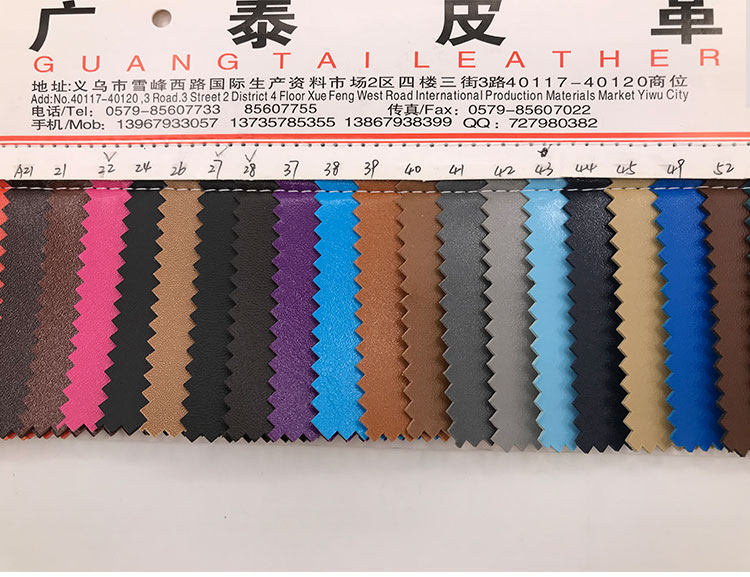 广泰皮革
GUANGTAI LEATHER
地址:义乌市雪峰西路国际生产资料市场2区四楼三街3路40117-40120商位
Add:No.40117-40120 ,3 Road.3 Street 2 District 4 Floor Xue Feng West Road International Production Materials Market Yiwu City
电话/Tel: 0579-85607733 85607755 传真/Fax: 0579-85607022
手机/Mob: 13967933057 13735785355 13867938399 QQ: 727980382
A21 21 22 24 26 27 28 37 38 39 40 41 42 43 44 45 49 52